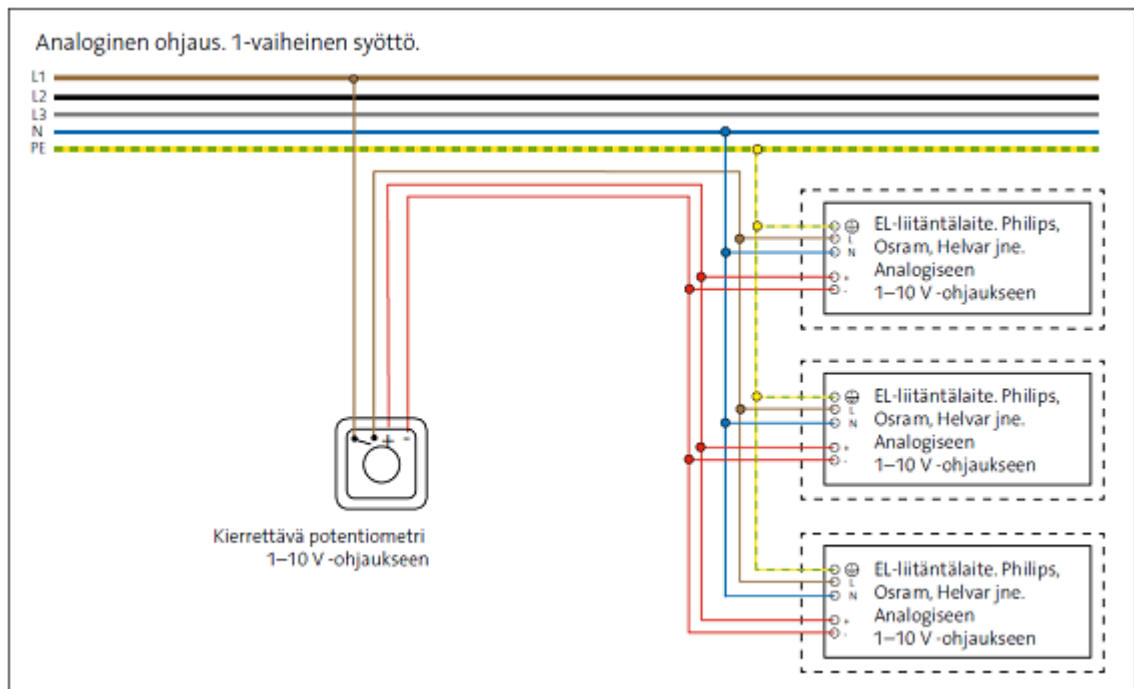 Analoginen ohjaus. 1-vaiheinen syöttö.
L1
L2
L3
N
PE
EL-liitäntälaite. Philips,
L
Osram, Helvar jne.
N
Analogiseen
+
1–10 V -ohjaukseen
-
EL-liitäntälaite. Philips,
L
Osram, Helvar jne.
N
Analogiseen
+
1–10 V -ohjaukseen
-
+ -
Kierrettävä potentiometri
1–10 V -ohjaukseen
EL-liitäntälaite. Philips,
L
Osram, Helvar jne.
N
Analogiseen
+
1–10 V -ohjaukseen
-